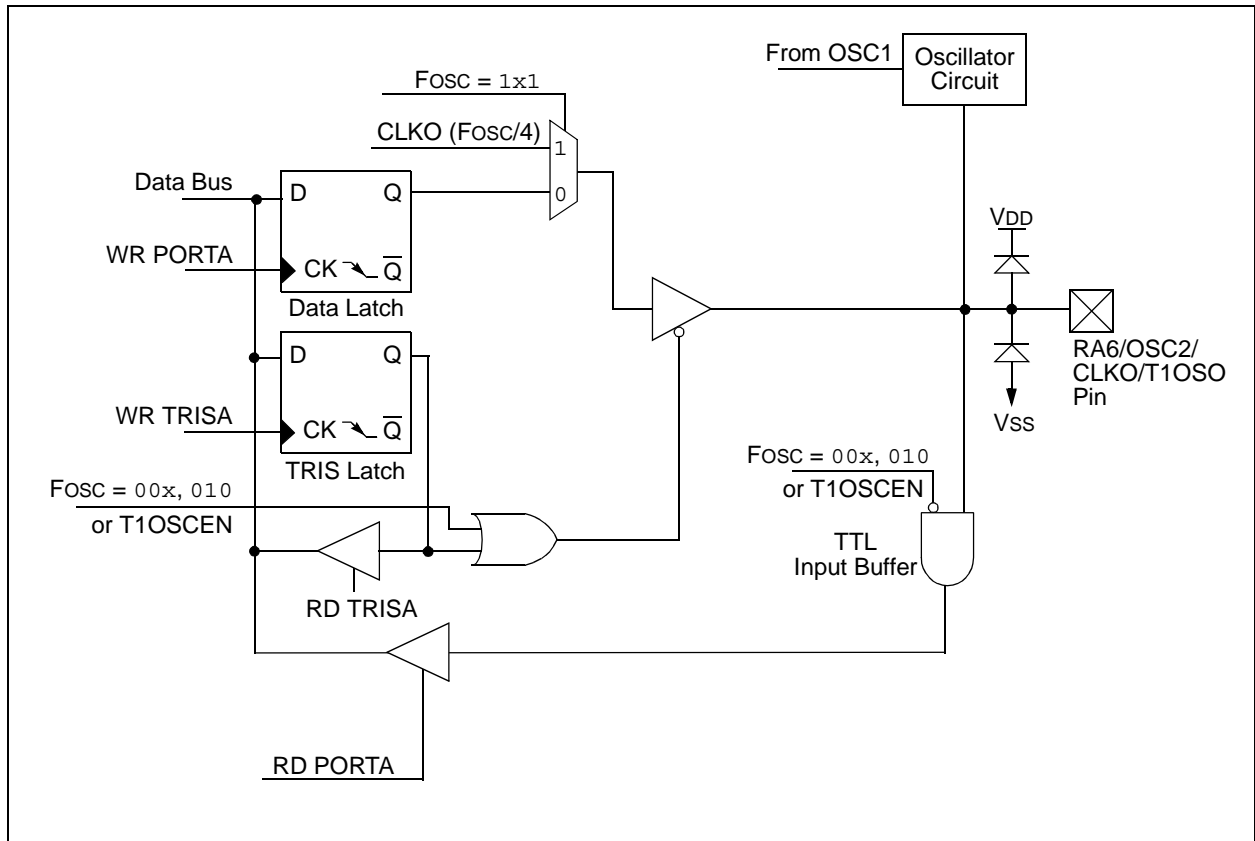 From OSC1
Oscillator
Circuit
FOSC = 1x1
CLKO (FOSC/4)
1
0
Data Bus
D
Q
WR PORTA
CK
Q
Data Latch
VDD
RA6/OSC2/
CLKO/T1OSO
Pin
VSS
D
Q
WR TRISA
CK
Q
TRIS Latch
FOSC = 00x, 010
or T1OSCEN
FOSC = 00x, 010
or T1OSCEN
TTL
Input Buffer
RD TRISA
RD PORTA